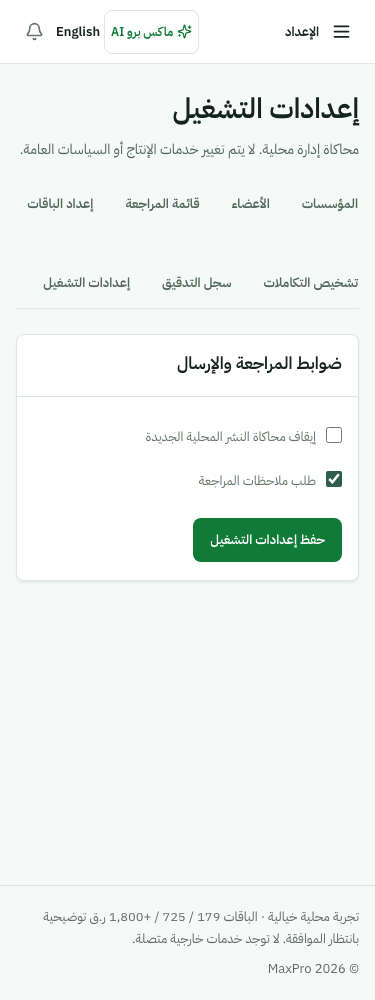 الإعداد
ماكس برو AI
English
إعدادات التشغيل
محاكاة إدارة محلية. لا يتم تغيير خدمات الإنتاج أو السياسات العامة.
المؤسسات الأعضاء قائمة المراجعة إعداد الباقات
تشخيص التكاملات سجل التدقيق إعدادات التشغيل
ضوابط المراجعة والإرسال
إيقاف محاكاة النشر المحلية الجديدة
طلب ملاحظات المراجعة
حفظ إعدادات التشغيل
تجربة محلية خيالية · الباقات 179 / 725 / +1,800 ر.ق توضيحية
بانتظار الموافقة. لا توجد خدمات خارجية متصلة.
© 2026 MaxPro